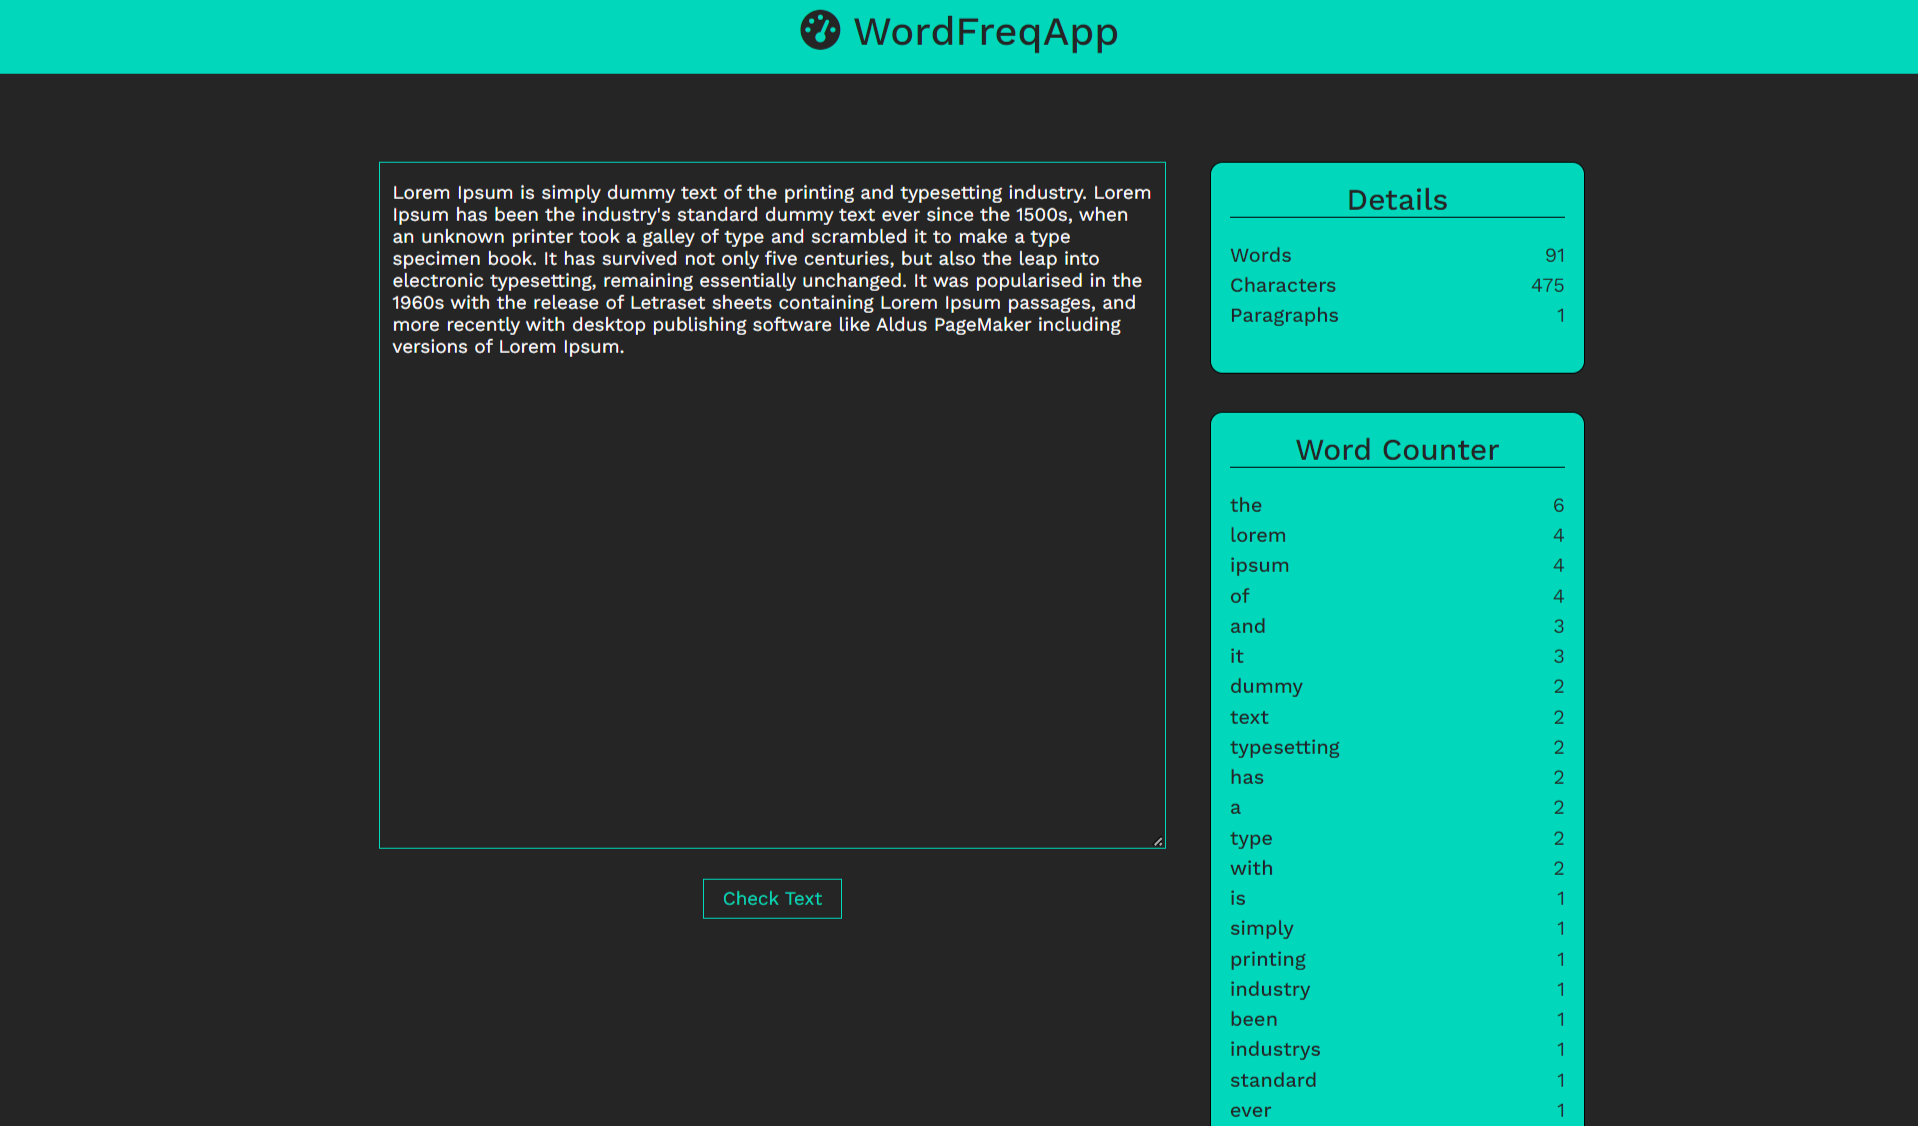 WordFreqApp
Lorem Ipsum is simply dummy text of the printing and typesetting industry. Lorem
Ipsum has been the industry's standard dummy text ever since the 1500s, when
an unknown printer took a galley of type and scrambled it to make a type
specimen book. It has survived not only five centuries, but also the leap into
electronic typesetting, remaining essentially unchanged. It was popularised in the
1960s with the release of Letraset sheets containing Lorem Ipsum passages, and
more recently with desktop publishing software like Aldus PageMaker including
versions of Lorem Ipsum.
Check Text
Details
Words 91
Characters 475
Paragraphs 1
Word Counter
the 6
lorem 4
ipsum 4
of 4
and 3
it 3
dummy 2
text 2
typesetting 2
has 2
a 2
type 2
with 2
is 1
simply 1
printing 1
industry 1
been 1
industrys 1
standard 1
ever 1